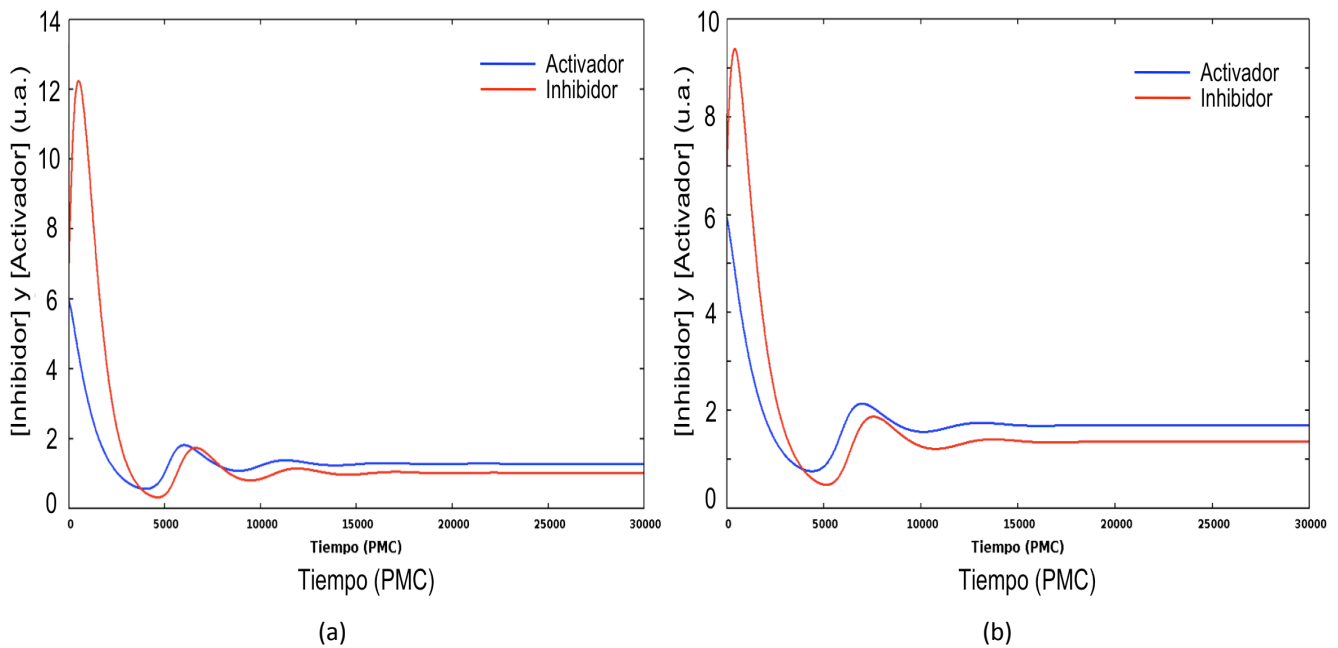 [Inhibidor] y [Activador] (u.a.)
14
12
10
8
6
4
2
0
Activador
Inhibidor
0 5000 10000 15000 20000 25000 30000
Tiempo (PMC)
Tiempo (PMC)
(a)
[Inhibidor] y [Activador] (u.a.)
10
8
6
4
2
0
Activador
Inhibidor
0 5000 10000 15000 20000 25000 30000
Tiempo (PMC)
Tiempo (PMC)
(b)